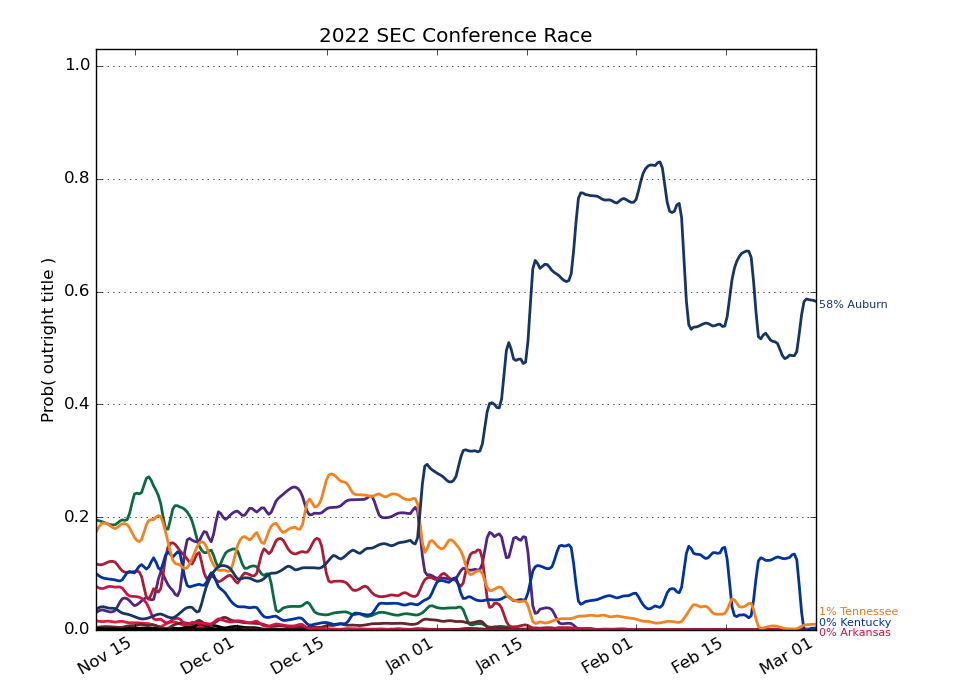 2022 SEC Conference Race
Prob( outright title )
1.0
0.8
0.6
0.4
0.2
0.0
58% Auburn
1% Tennessee
0% Kentucky
0% Arkansas
Nov 15
Dec 01
Dec 15
Jan 01
Jan 15
Feb 01
Feb 15
Mar 01